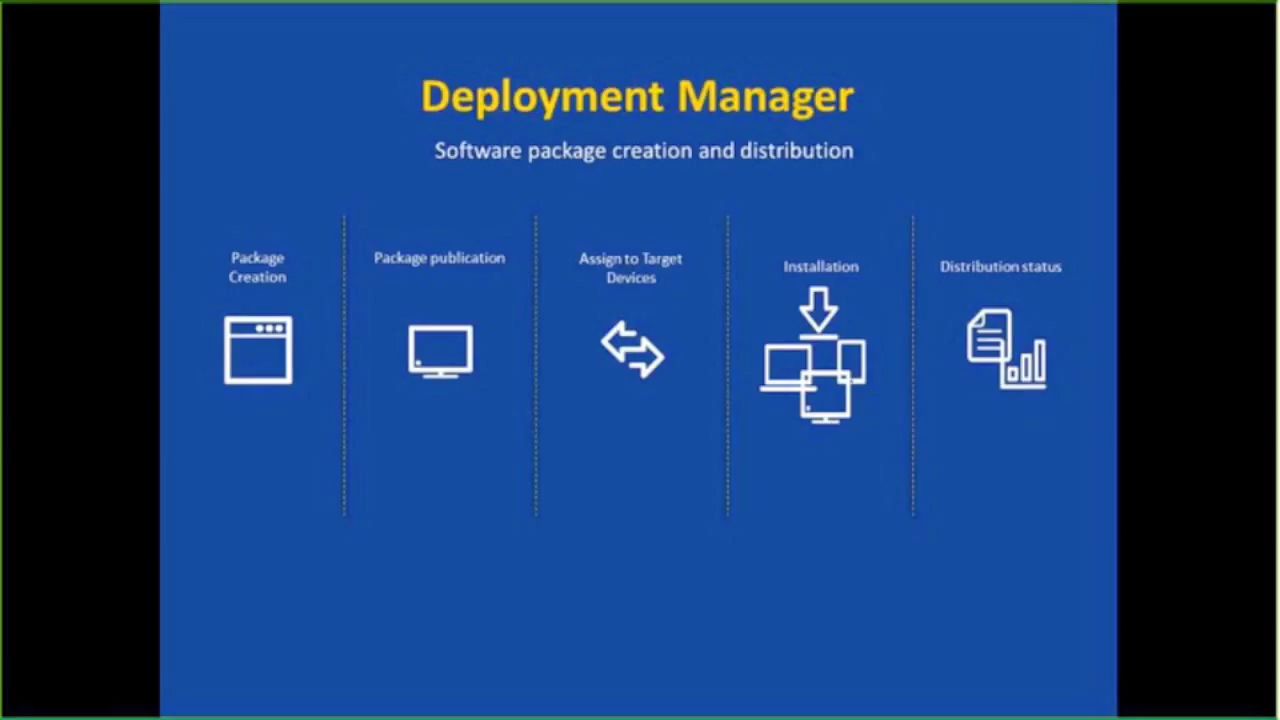 Deployment Manager
Software package creation and distribution
Package
Creation
Package publication
Assign to Target
Devices
Installation
Distribution status